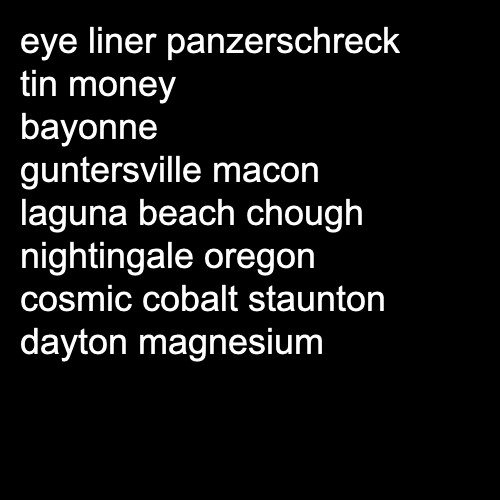 eye liner panzerschreck
tin money
bayonne
guntersville macon
laguna beach chough
nightingale oregon
cosmic cobalt staunton
dayton magnesium